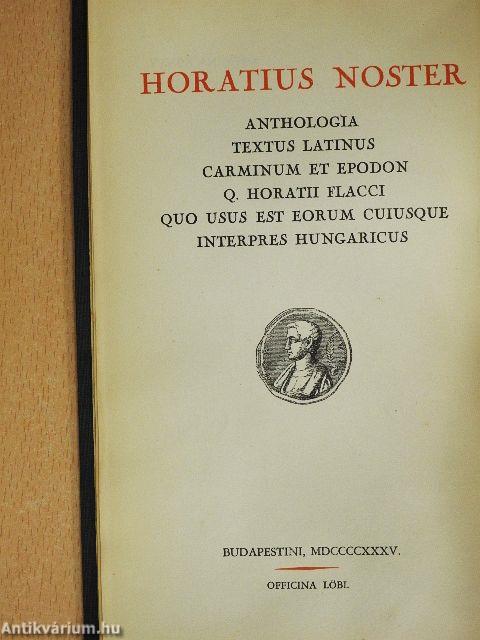 HORATIUS NOSTER
ANTHOLOGIA
TEXTUS LATINUS
CARMINUM ET EPODON
Q. HORATII FLACCI
QUO USUS EST EORUM CUIUSQUE
INTERPRES HUNGARICUS
BUDAPESTINI, MDCCCCXXXV.
OFFICINA LÖBL
Antikvárium.hu